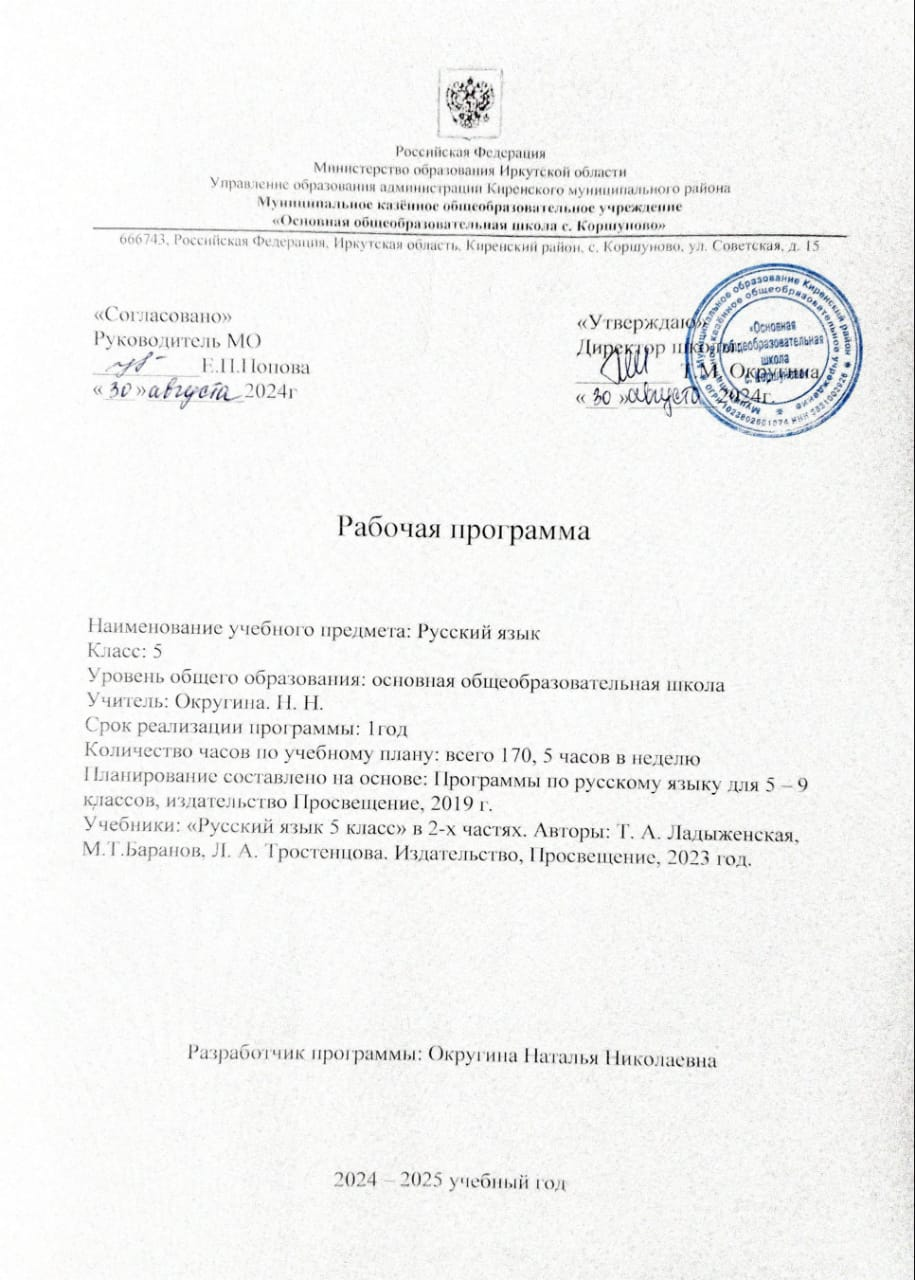 Российская Федерация
Министерство образования Иркутской области
Управление образования администрации Киренского муниципального района
Муниципальное казённое общеобразовательное учреждение
«Основная общеобразовательная школа с. Коршуново»
666743, Российская Федерация, Иркутская область, Киренский район, с. Коршуново, ул. Советская, д. 15
«Согласовано»
Руководитель МО
Е.П.Попова
« 30 » августа 2024г
«Утверждаю»
Директор школы:
Т.М. Округина
« 30 » августа 2024г.
«Основная
общеобразовательная
школа
с. Коршуново»
Рабочая программа
Наименование учебного предмета: Русский язык
Класс: 5
Уровень общего образования: основная общеобразовательная школа
Учитель: Округина. Н. Н.
Срок реализации программы: 1год
Количество часов по учебному плану: всего 170, 5 часов в неделю
Планирование составлено на основе: Программы по русскому языку для 5 – 9
классов, издательство Просвещение, 2019 г.
Учебники: «Русский язык 5 класс» в 2-х частях. Авторы: Т. А. Ладыженская,
М.Т.Баранов, Л. А. Тростенцова. Издательство, Просвещение, 2023 год.
Разработчик программы: Округина Наталья Николаевна
2024 – 2025 учебный год